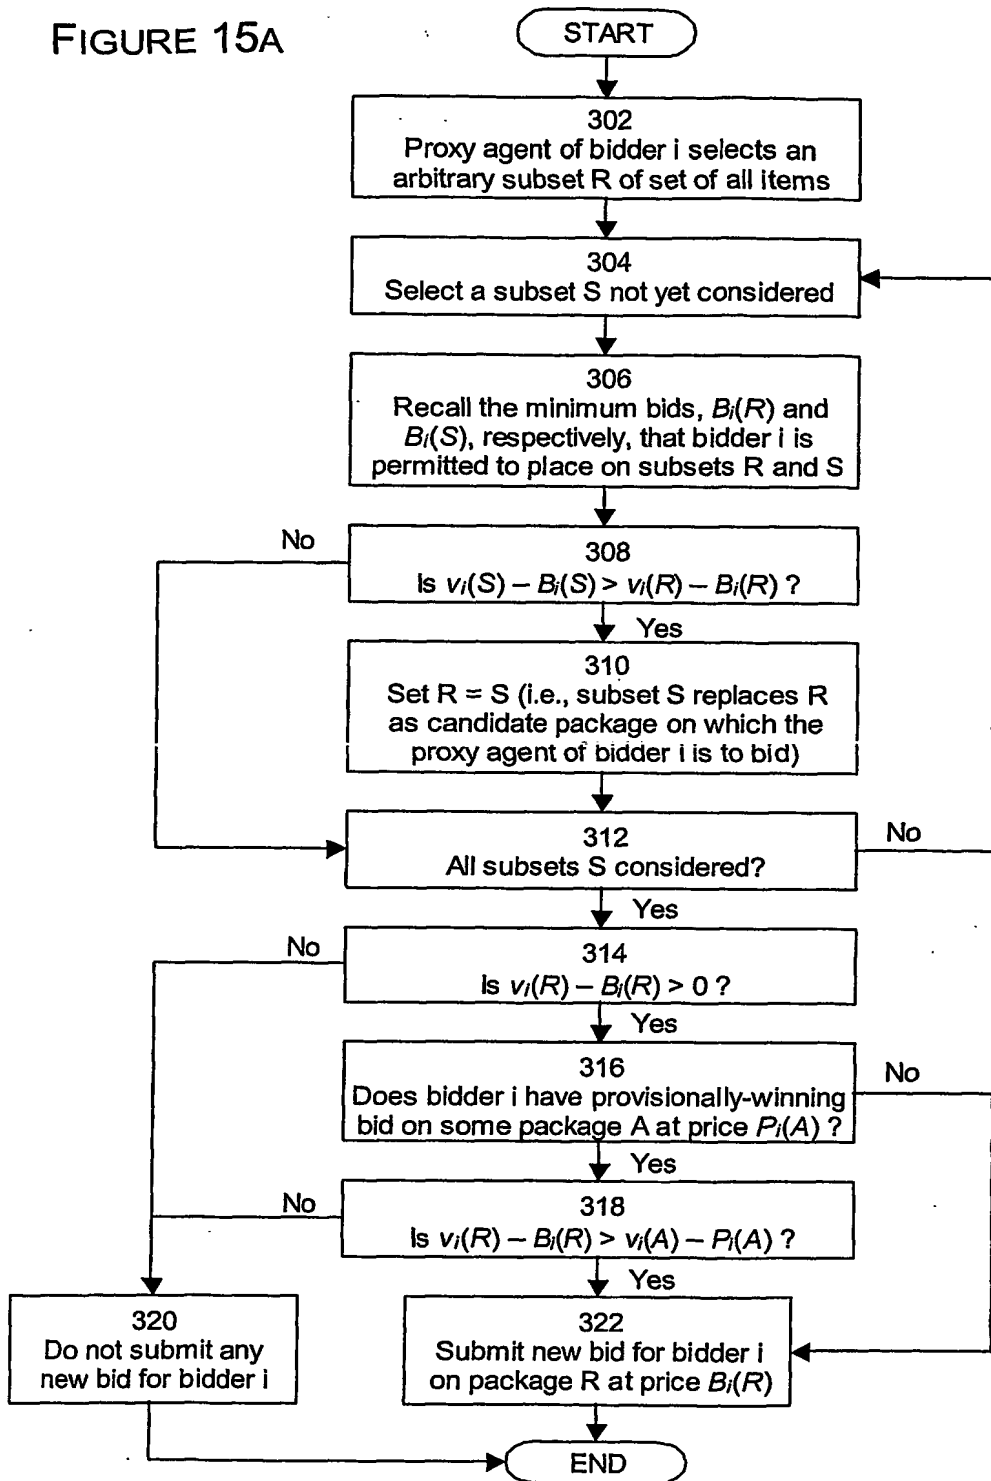 FIGURE 15A
START
302
Proxy agent of bidder i selects an
arbitrary subset R of set of all items
304
Select a subset S not yet considered
306
Recall the minimum bids, Bi(R) and
Bi(S), respectively, that bidder i is
permitted to place on subsets R and S
No
308
Is vi(S) – Bi(S) > vi(R) – Bi(R) ?
Yes
310
Set R = S (i.e., subset S replaces R
as candidate package on which the
proxy agent of bidder i is to bid)
312
All subsets S considered?
No
Yes
No
314
Is vi(R) – Bi(R) > 0 ?
Yes
316
Does bidder i have provisionally-winning
bid on some package A at price Pi(A) ?
No
Yes
No
318
Is vi(R) – Bi(R) > vi(A) – Pi(A) ?
Yes
320
Do not submit any
new bid for bidder i
322
Submit new bid for bidder i
on package R at price Bi(R)
END